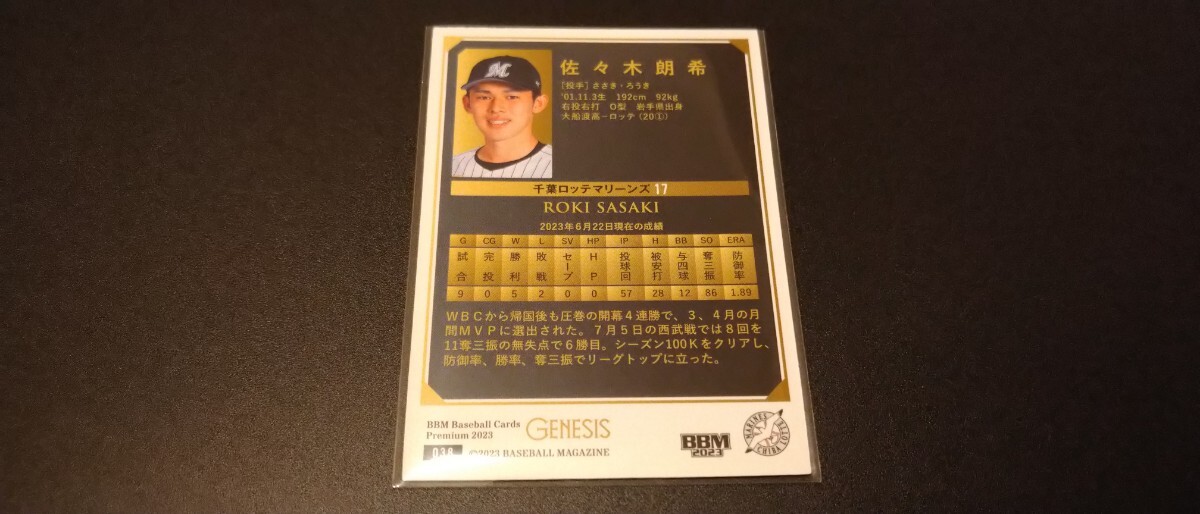 佐々木朗希
[投手] ささき・ろうき
'01.11.3生 192cm 92kg
右投右打 O型 岩手県出身
大船渡高－ロッテ (20①)
千葉ロッテマリーンズ 17
ROKI SASAKI
2023年6月22日現在の成績
G CG W L SV HP IP H BB SO ERA
試合 完投 勝利 敗戦 セーブ HP 投球回 被安打 与四球 奪三振 防御率
9 0 5 2 0 0 57 28 12 86 1.89
WBCから帰国後も圧巻の開幕4連勝で、3、4月の月
間MVPに選出された。7月5日の西武戦では8回を
11奪三振の無失点で6勝目。シーズン100Kをクリアし、
防御率、勝率、奪三振でリーグトップに立った。
BBM Baseball Cards
Premium 2023
GENESIS
038 ©2023 BASEBALL MAGAZINE
BBM
2023
MARINES
CHIBA LOTTE